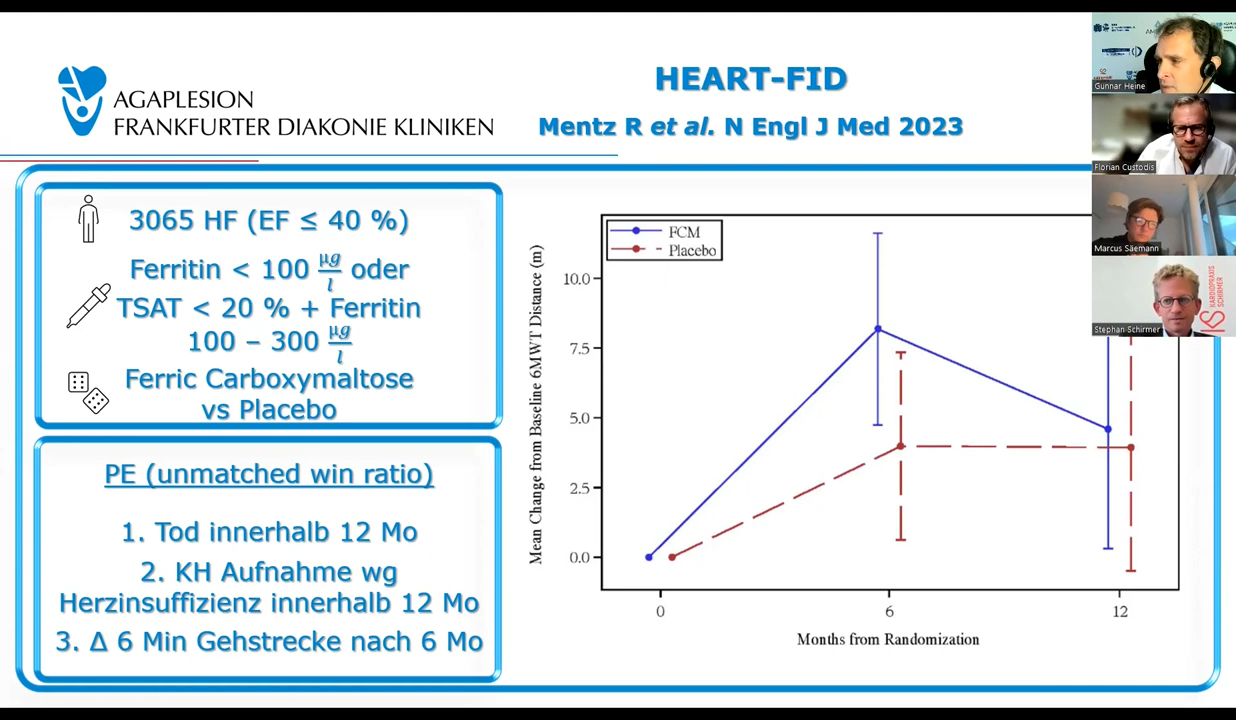 AGAPLESION
FRANKFURTER DIAKONIE KLINIKEN
HEART-FID
Mentz R et al. N Engl J Med 2023
3065 HF (EF ≤ 40 %)
Ferritin < 100 µg/l oder
TSAT < 20 % + Ferritin
100 – 300 µg/l
Ferric Carboxymaltose
vs Placebo
PE (unmatched win ratio)
1. Tod innerhalb 12 Mo
2. KH Aufnahme wg
Herzinsuffizienz innerhalb 12 Mo
3. Δ 6 Min Gehstrecke nach 6 Mo
FCM
Placebo
Mean Change from Baseline 6MWT Distance (m)
10.0
7.5
5.0
2.5
0.0
0
6
12
Months from Randomization
Gunnar Heine
Florian Custodis
Marcus Säemann
Stephan Schirmer
KARDIOPRAXIS
SCHIRMER